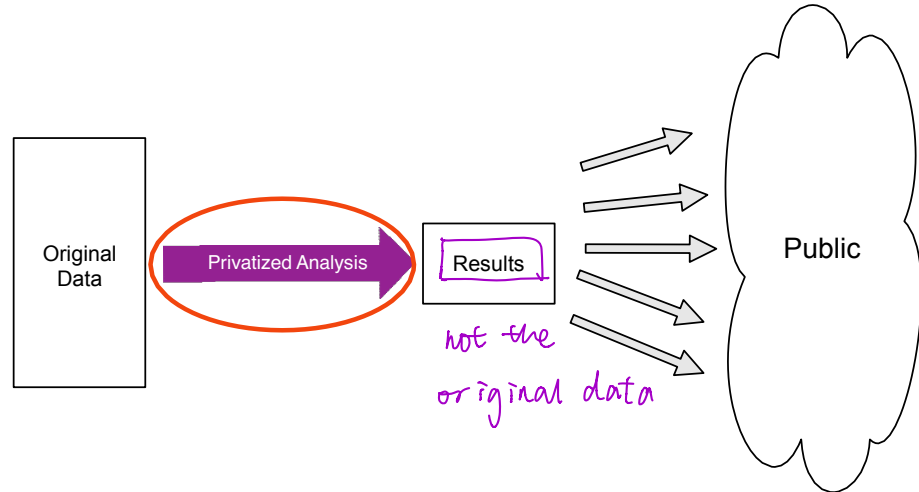 Original
Data
Privatized Analysis
Results
not the
original data
Public